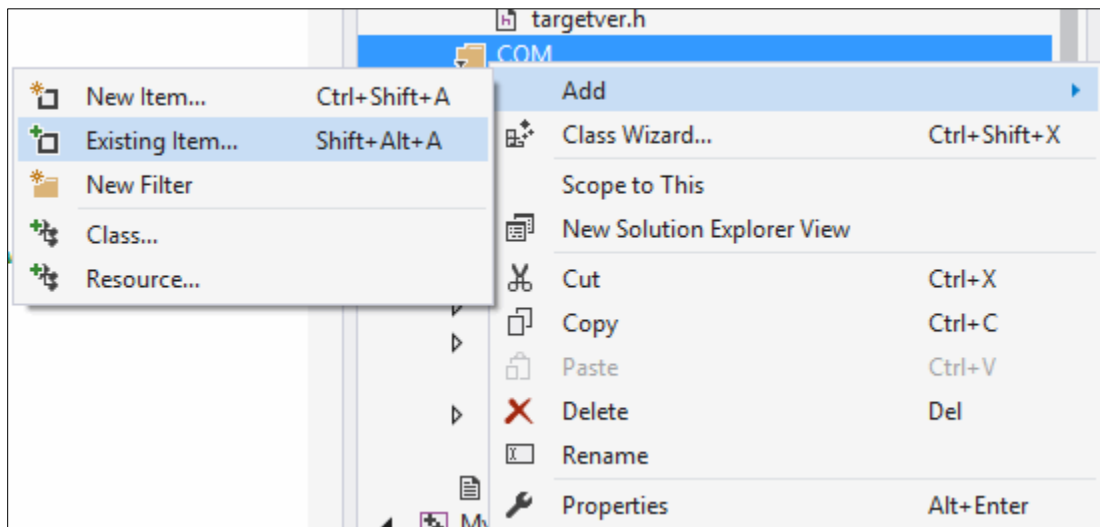 targetver.h
COM
New Item... Ctrl+Shift+A
Existing Item... Shift+Alt+A
New Filter
Class...
Resource...
Add
Class Wizard... Ctrl+Shift+X
Scope to This
New Solution Explorer View
Cut Ctrl+X
Copy Ctrl+C
Paste Ctrl+V
Delete Del
Rename
Properties Alt+Enter